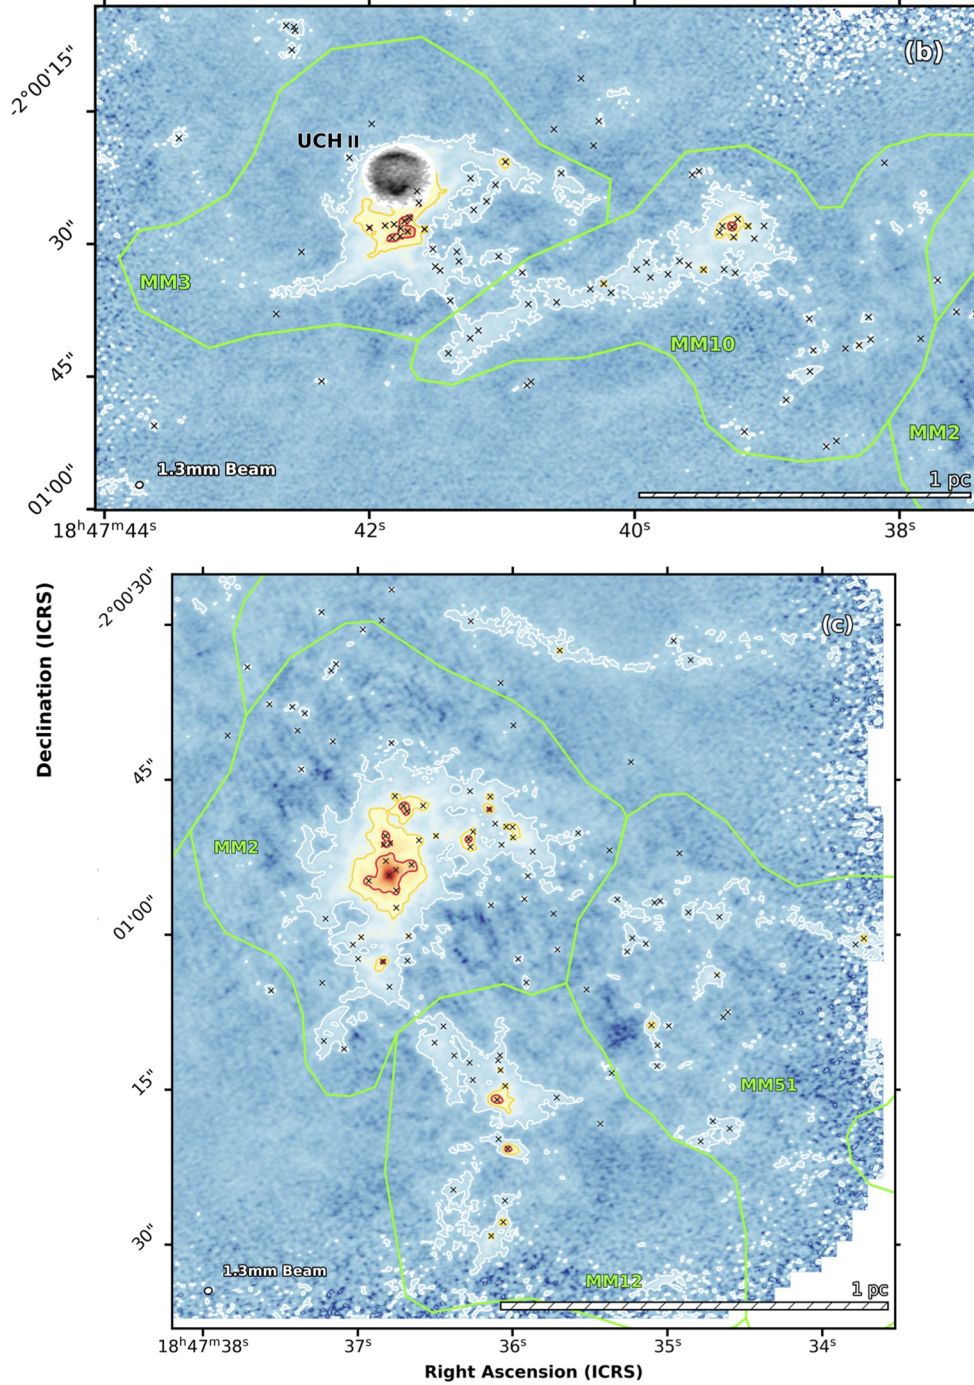 (b)
-2°00'15"
UCH II
30"
MM3
MM10
45"
MM2
1.3mm Beam
1 pc
01'00"
18ʰ47ᵐ44ˢ
42ˢ
40ˢ
38ˢ
-2°00'30"
(c)
Declination (ICRS)
45"
MM2
01'00"
15"
MM51
30"
1.3mm Beam
MM12
1 pc
18ʰ47ᵐ38ˢ
37ˢ
36ˢ
35ˢ
34ˢ
Right Ascension (ICRS)